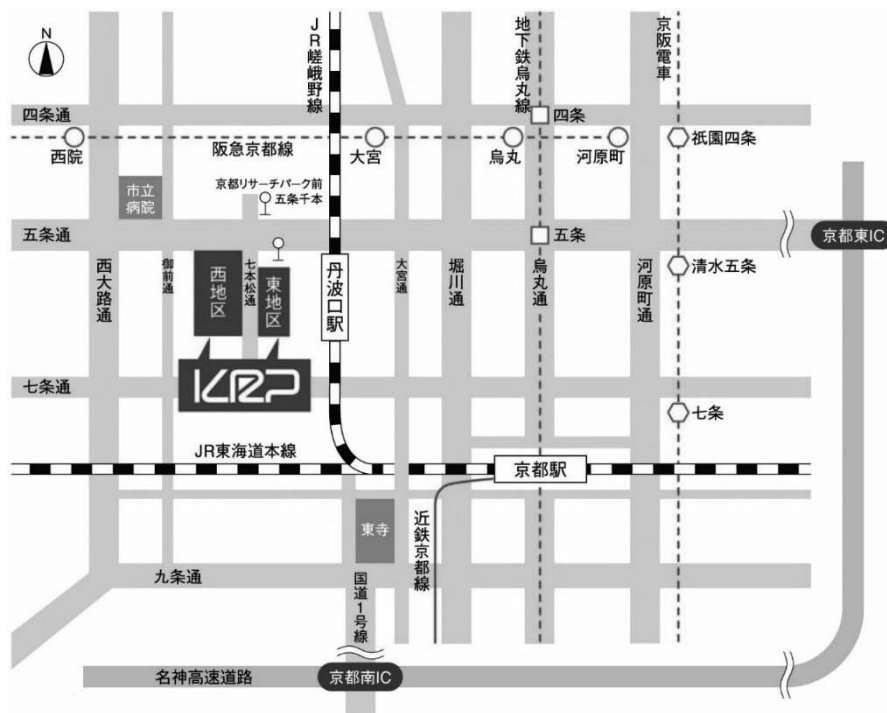 N
JR嵯峨野線
地下鉄烏丸線
京阪電車
四条通
四条
西院
阪急京都線
大宮
烏丸
河原町
祇園四条
市立
病院
京都リサーチパーク前
五条千本
五条通
五条
京都東IC
西大路通
御前通
西地区
七本松通
東地区
丹波口駅
大宮通
堀川通
烏丸通
河原町通
清水五条
KRP
七条通
七条
JR東海道本線
京都駅
東寺
近鉄京都線
九条通
国道1号線
名神高速道路
京都南IC